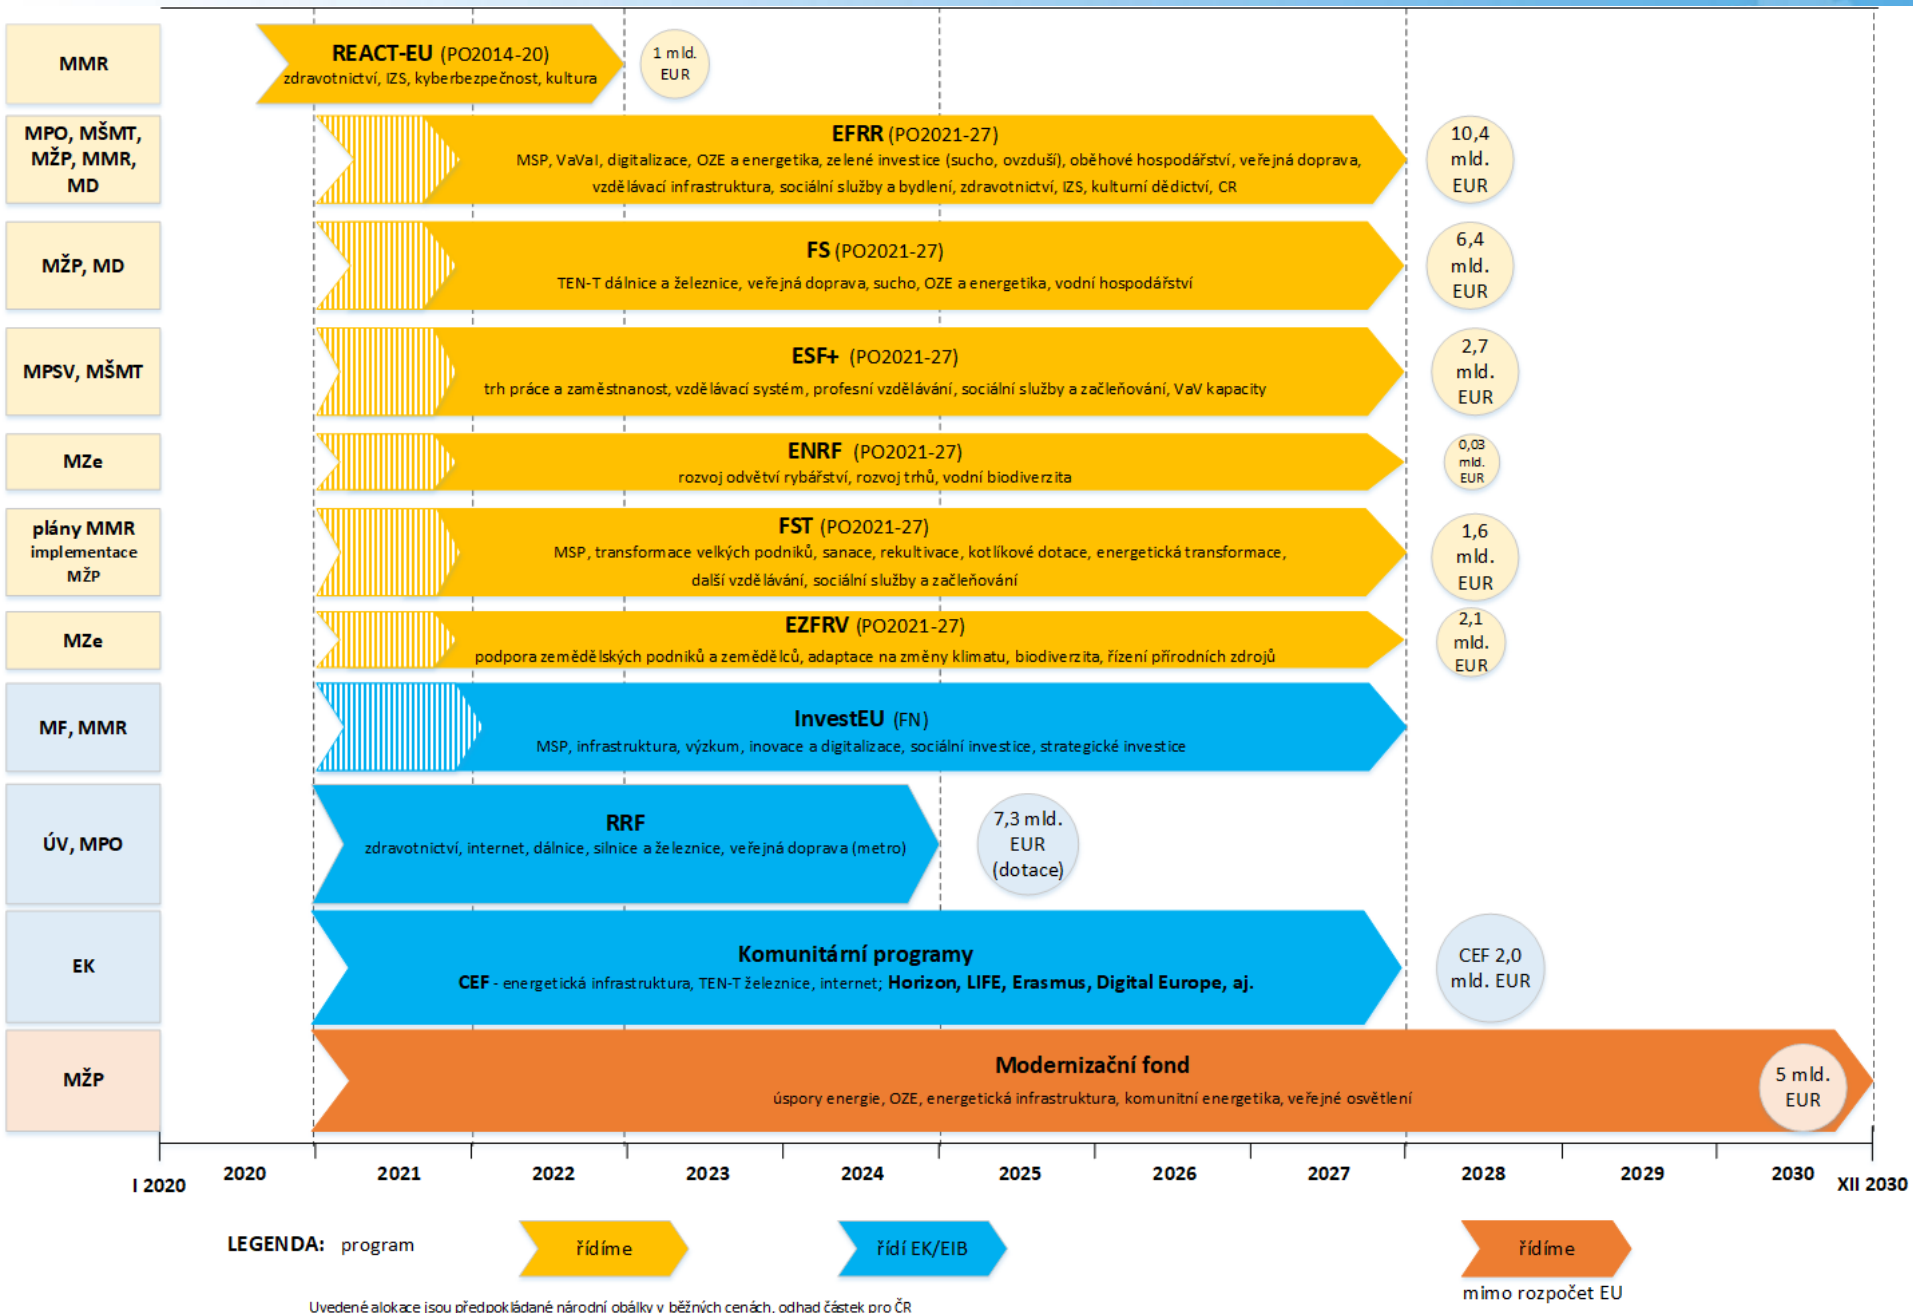 MMR
REACT-EU (PO2014-20)
zdravotnictví, IZS, kyberbezpečnost, kultura
1 mld.
EUR
MPO, MŠMT,
MŽP, MMR,
MD
EFRR (PO2021-27)
MSP, VaVaI, digitalizace, OZE a energetika, zelené investice (sucho, ovzduší), oběhové hospodářství, veřejná doprava,
vzdělávací infrastruktura, sociální služby a bydlení, zdravotnictví, IZS, kulturní dědictví, CR
10,4
mld.
EUR
MŽP, MD
FS (PO2021-27)
TEN-T dálnice a železnice, veřejná doprava, sucho, OZE a energetika, vodní hospodářství
6,4
mld.
EUR
MPSV, MŠMT
ESF+ (PO2021-27)
trh práce a zaměstnanost, vzdělávací systém, profesní vzdělávání, sociální služby a začleňování, VaV kapacity
2,7
mld.
EUR
MZe
ENRF (PO2021-27)
rozvoj odvětví rybářství, rozvoj trhů, vodní biodiverzita
0,03
mld.
EUR
plány MMR
implementace
MŽP
FST (PO2021-27)
MSP, transformace velkých podniků, sanace, rekultivace, kotlíkové dotace, energetická transformace,
další vzdělávání, sociální služby a začleňování
1,6
mld.
EUR
MZe
EZFRV (PO2021-27)
podpora zemědělských podniků a zemědělců, adaptace na změny klimatu, biodiverzita, řízení přírodních zdrojů
2,1
mld.
EUR
MF, MMR
InvestEU (FN)
MSP, infrastruktura, výzkum, inovace a digitalizace, sociální investice, strategické investice
ÚV, MPO
RRF
zdravotnictví, internet, dálnice, silnice a železnice, veřejná doprava (metro)
7,3 mld.
EUR
(dotace)
EK
Komunitární programy
CEF - energetická infrastruktura, TEN-T železnice, internet; Horizon, LIFE, Erasmus, Digital Europe, aj.
CEF 2,0
mld. EUR
MŽP
Modernizační fond
úspory energie, OZE, energetická infrastruktura, komunitní energetika, veřejné osvětlení
5 mld.
EUR
I 2020 2020 2021 2022 2023 2024 2025 2026 2027 2028 2029 2030 XII 2030
LEGENDA: program
řídíme
řídí EK/EIB
řídíme
mimo rozpočet EU
Uvedené alokace jsou předpokládané národní obálky v běžných cenách, odhad částek pro ČR